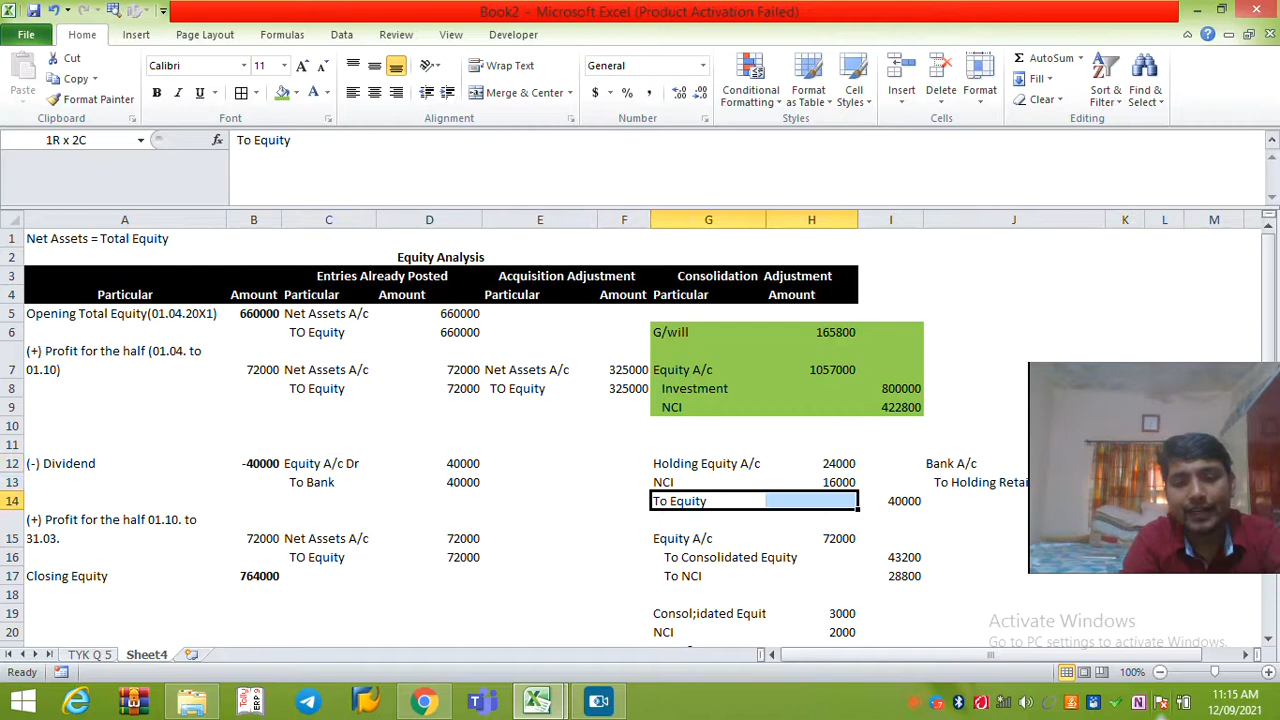 Book2 - Microsoft Excel (Product Activation Failed)
File Home Insert Page Layout Formulas Data Review View Developer
Paste Cut Copy Format Painter
Calibri 11 Wrap Text General AutoSum
B I U Merge & Center $ % , Fill
Conditional Formatting Format as Table Cell Styles Insert Delete Format Clear Sort & Filter Find & Select
Clipboard Font Alignment Number Styles Cells Editing
1R x 2C fx To Equity
A B C D E F G H I J K L M
1 Net Assets = Total Equity
2 Equity Analysis
3 Entries Already Posted Acquisition Adjustment Consolidation Adjustment
4 Particular Amount Particular Amount Particular Amount Particular Amount
5 Opening Total Equity(01.04.20X1) 660000 Net Assets A/c 660000
6 TO Equity 660000 G/will 165800
(+) Profit for the half (01.04. to
7 01.10) 72000 Net Assets A/c 72000 Net Assets A/c 325000 Equity A/c 1057000
8 TO Equity 72000 TO Equity 325000 Investment 800000
9 NCI 422800
10
11
12 (-) Dividend -40000 Equity A/c Dr 40000 Holding Equity A/c 24000 Bank A/c
13 To Bank 40000 NCI 16000 To Holding Retai
14 To Equity 40000
(+) Profit for the half 01.10. to
15 31.03. 72000 Net Assets A/c 72000 Equity A/c 72000
16 TO Equity 72000 To Consolidated Equity 43200
17 Closing Equity 764000 To NCI 28800
18
19 Consol;idated Equit 3000
20 NCI 2000
Activate Windows
Go to PC settings to activate Windows.
TYK Q 5 Sheet4
Ready 100%
11:15 AM
12/09/2021